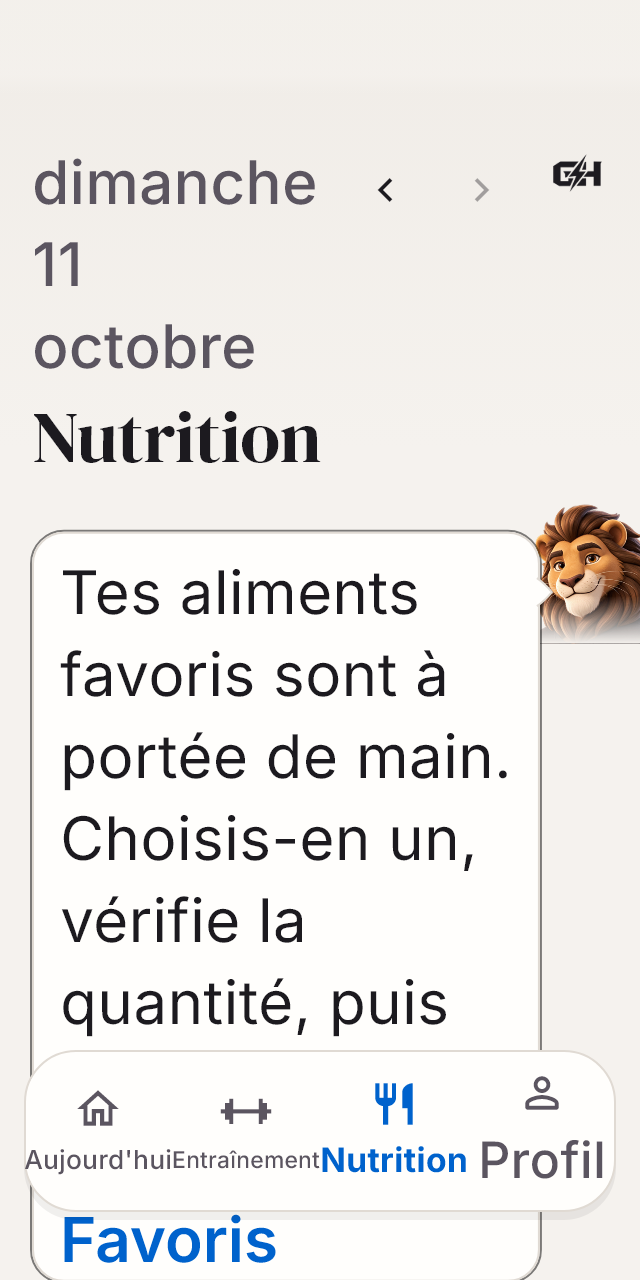 dimanche
11
octobre
GH
Nutrition
Tes aliments
favoris sont à
portée de main.
Choisis-en un,
vérifie la
quantité, puis
Aujourd'hui
Entraînement
Nutrition
Profil
Favoris